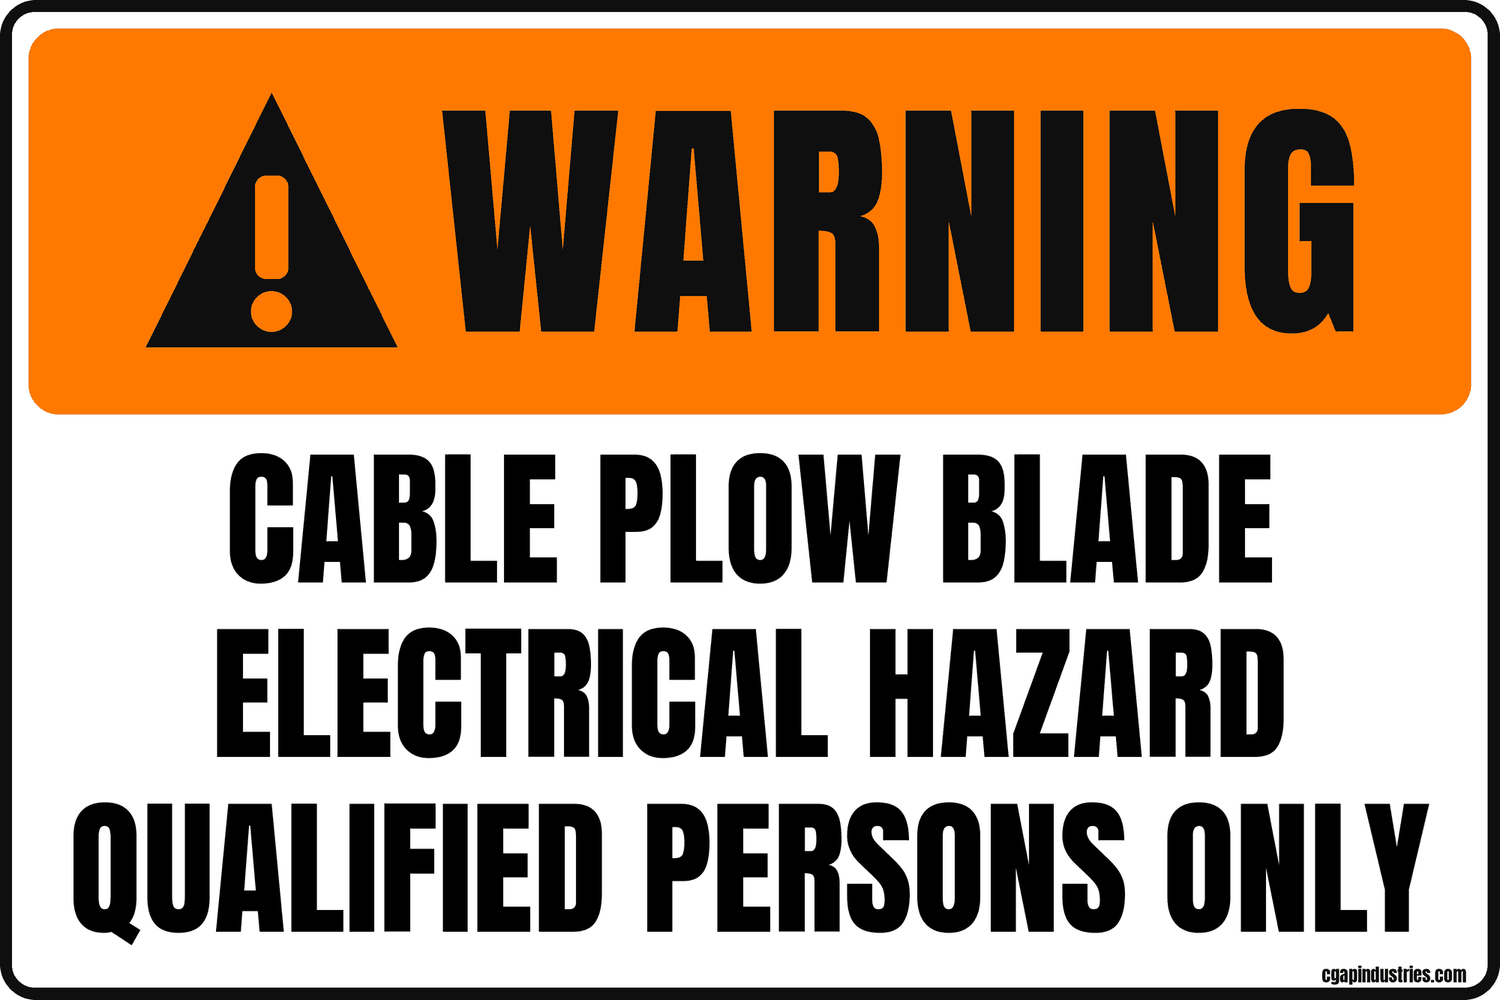 WARNING
CABLE PLOW BLADE
ELECTRICAL HAZARD
QUALIFIED PERSONS ONLY
cgapindustries.com